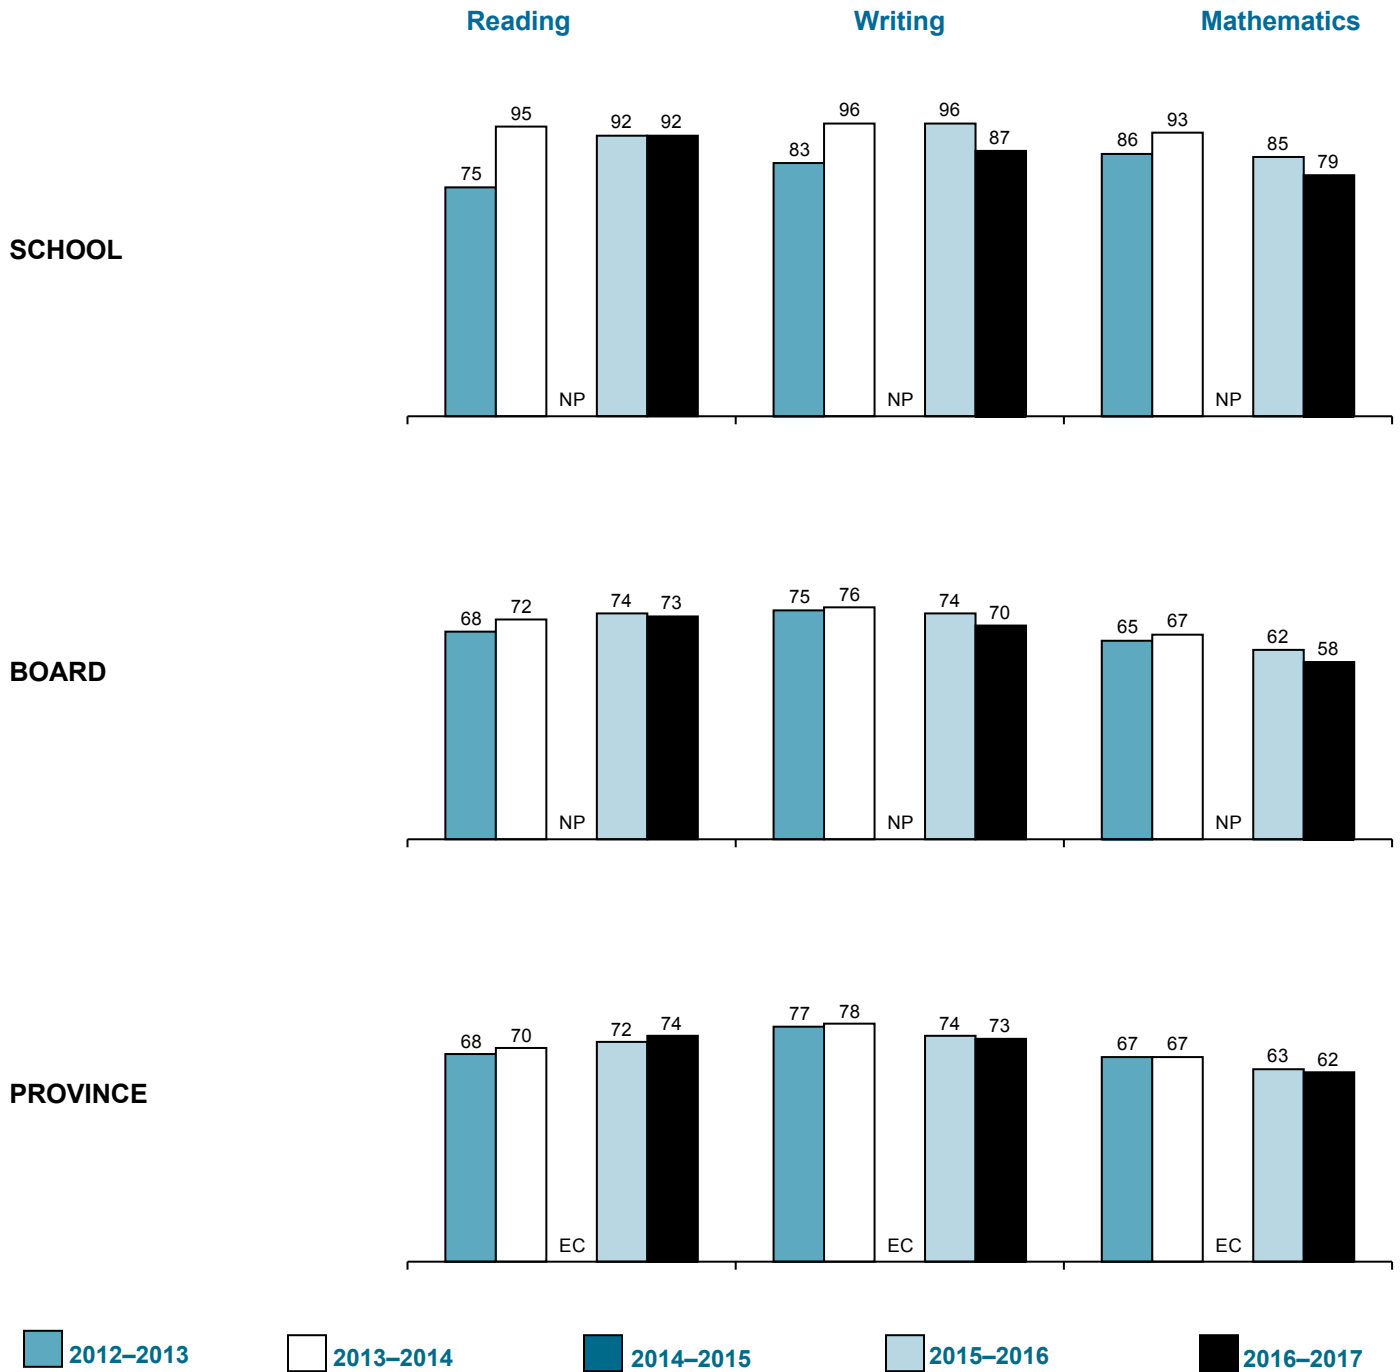 Reading Writing Mathematics
SCHOOL
75 95 NP 92 92
83 96 NP 96 87
86 93 NP 85 79
BOARD
68 72 NP 74 73
75 76 NP 74 70
65 67 NP 62 58
PROVINCE
68 70 EC 72 74
77 78 EC 74 73
67 67 EC 63 62
2012–2013 2013–2014 2014–2015 2015–2016 2016–2017